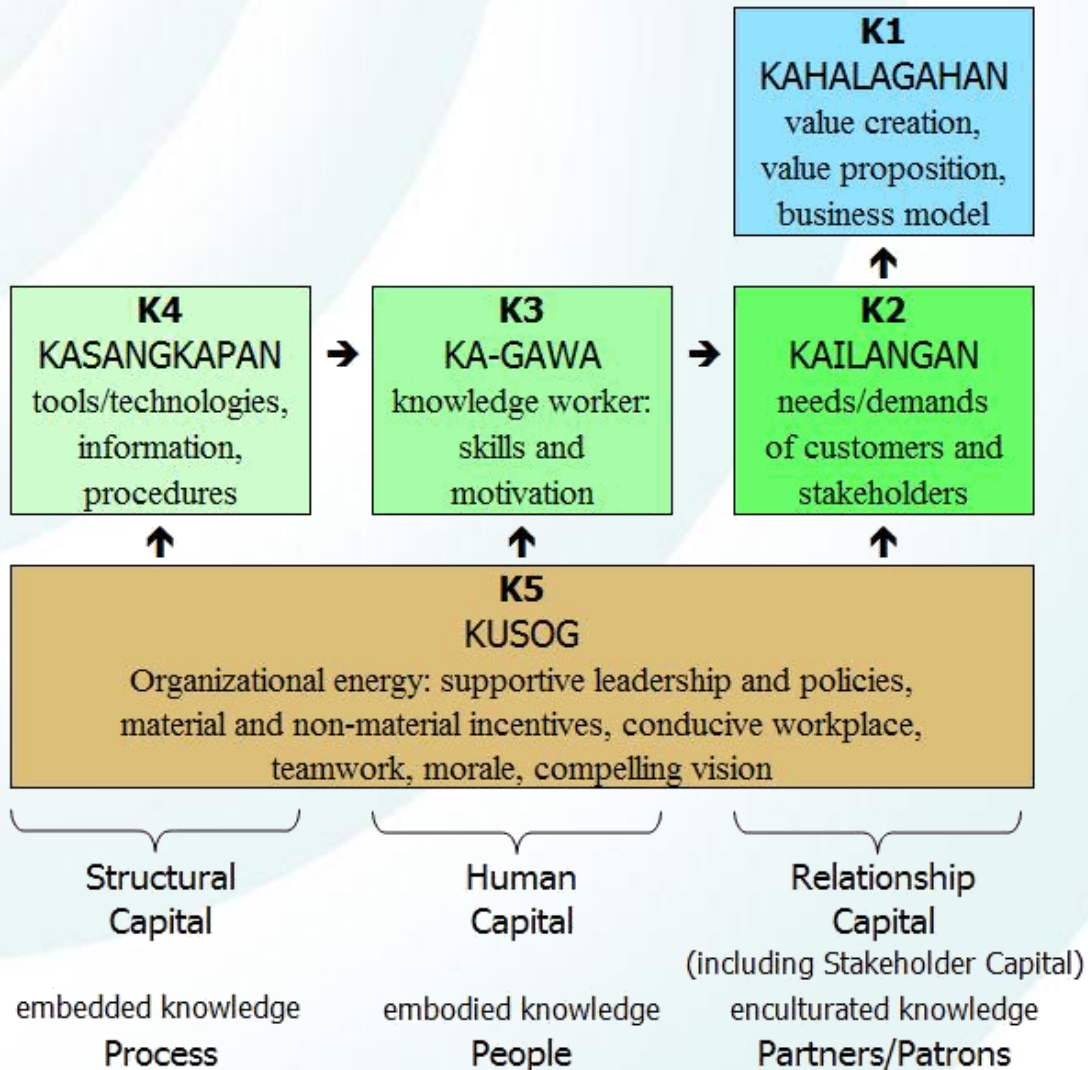 K1
KAHALAGAHAN
value creation,
value proposition,
business model
K4
KASANGKAPAN
tools/technologies,
information,
procedures
K3
KA-GAWA
knowledge worker:
skills and
motivation
K2
KAILANGAN
needs/demands
of customers and
stakeholders
K5
KUSOG
Organizational energy: supportive leadership and policies,
material and non-material incentives, conducive workplace,
teamwork, morale, compelling vision
Structural
Capital
embedded knowledge
Process
Human
Capital
embodied knowledge
People
Relationship
Capital
(including Stakeholder Capital)
enculturated knowledge
Partners/Patrons